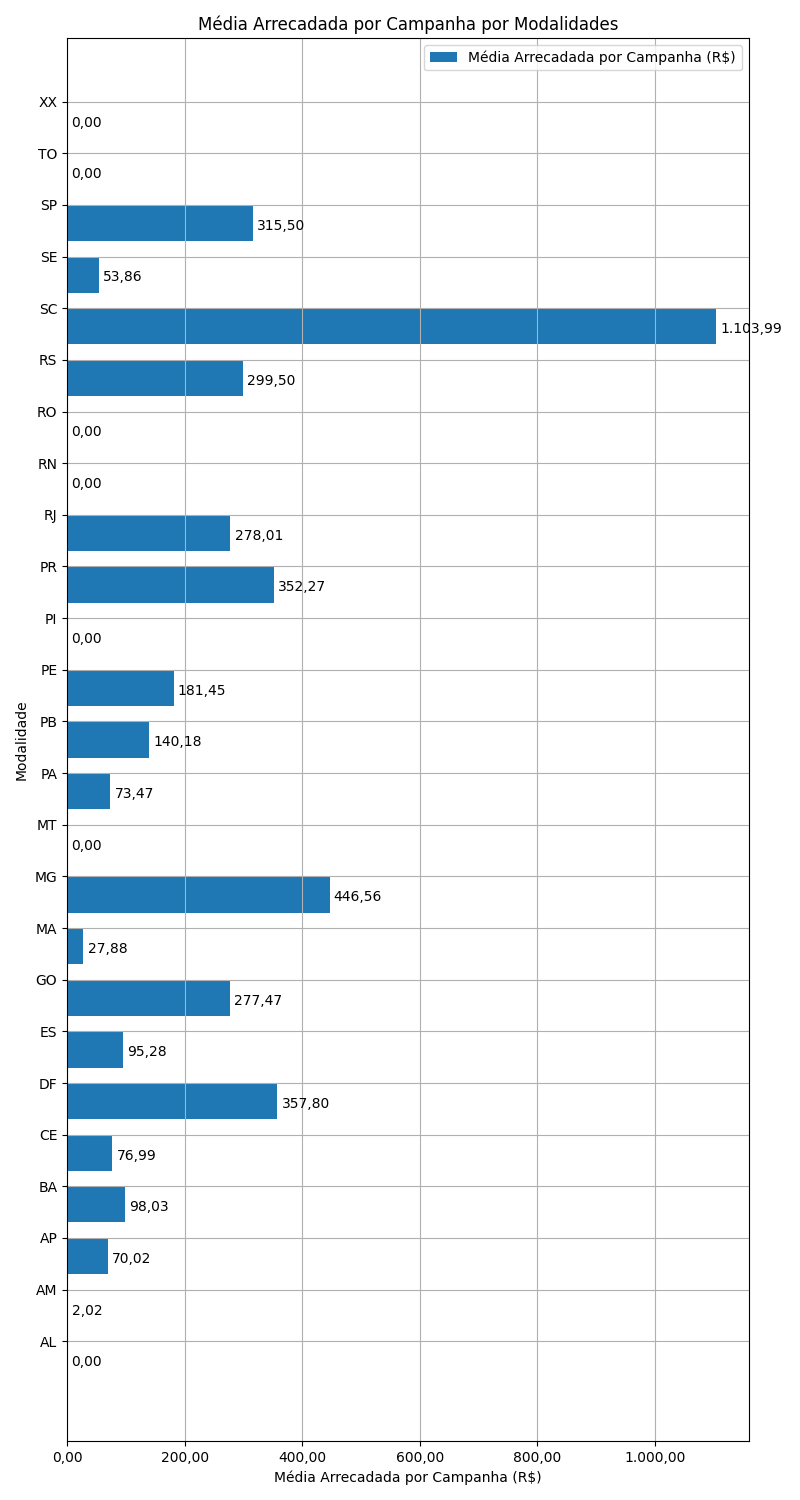 Média Arrecadada por Campanha por Modalidades
Média Arrecadada por Campanha (R$)
XX
0,00
TO
0,00
SP
315,50
SE
53,86
SC
1.103,99
RS
299,50
RO
0,00
RN
0,00
RJ
278,01
PR
352,27
PI
0,00
PE
181,45
PB
140,18
PA
73,47
MT
0,00
MG
446,56
MA
27,88
GO
277,47
ES
95,28
DF
357,80
CE
76,99
BA
98,03
AP
70,02
AM
2,02
AL
0,00
Modalidade
0,00 200,00 400,00 600,00 800,00 1.000,00
Média Arrecadada por Campanha (R$)